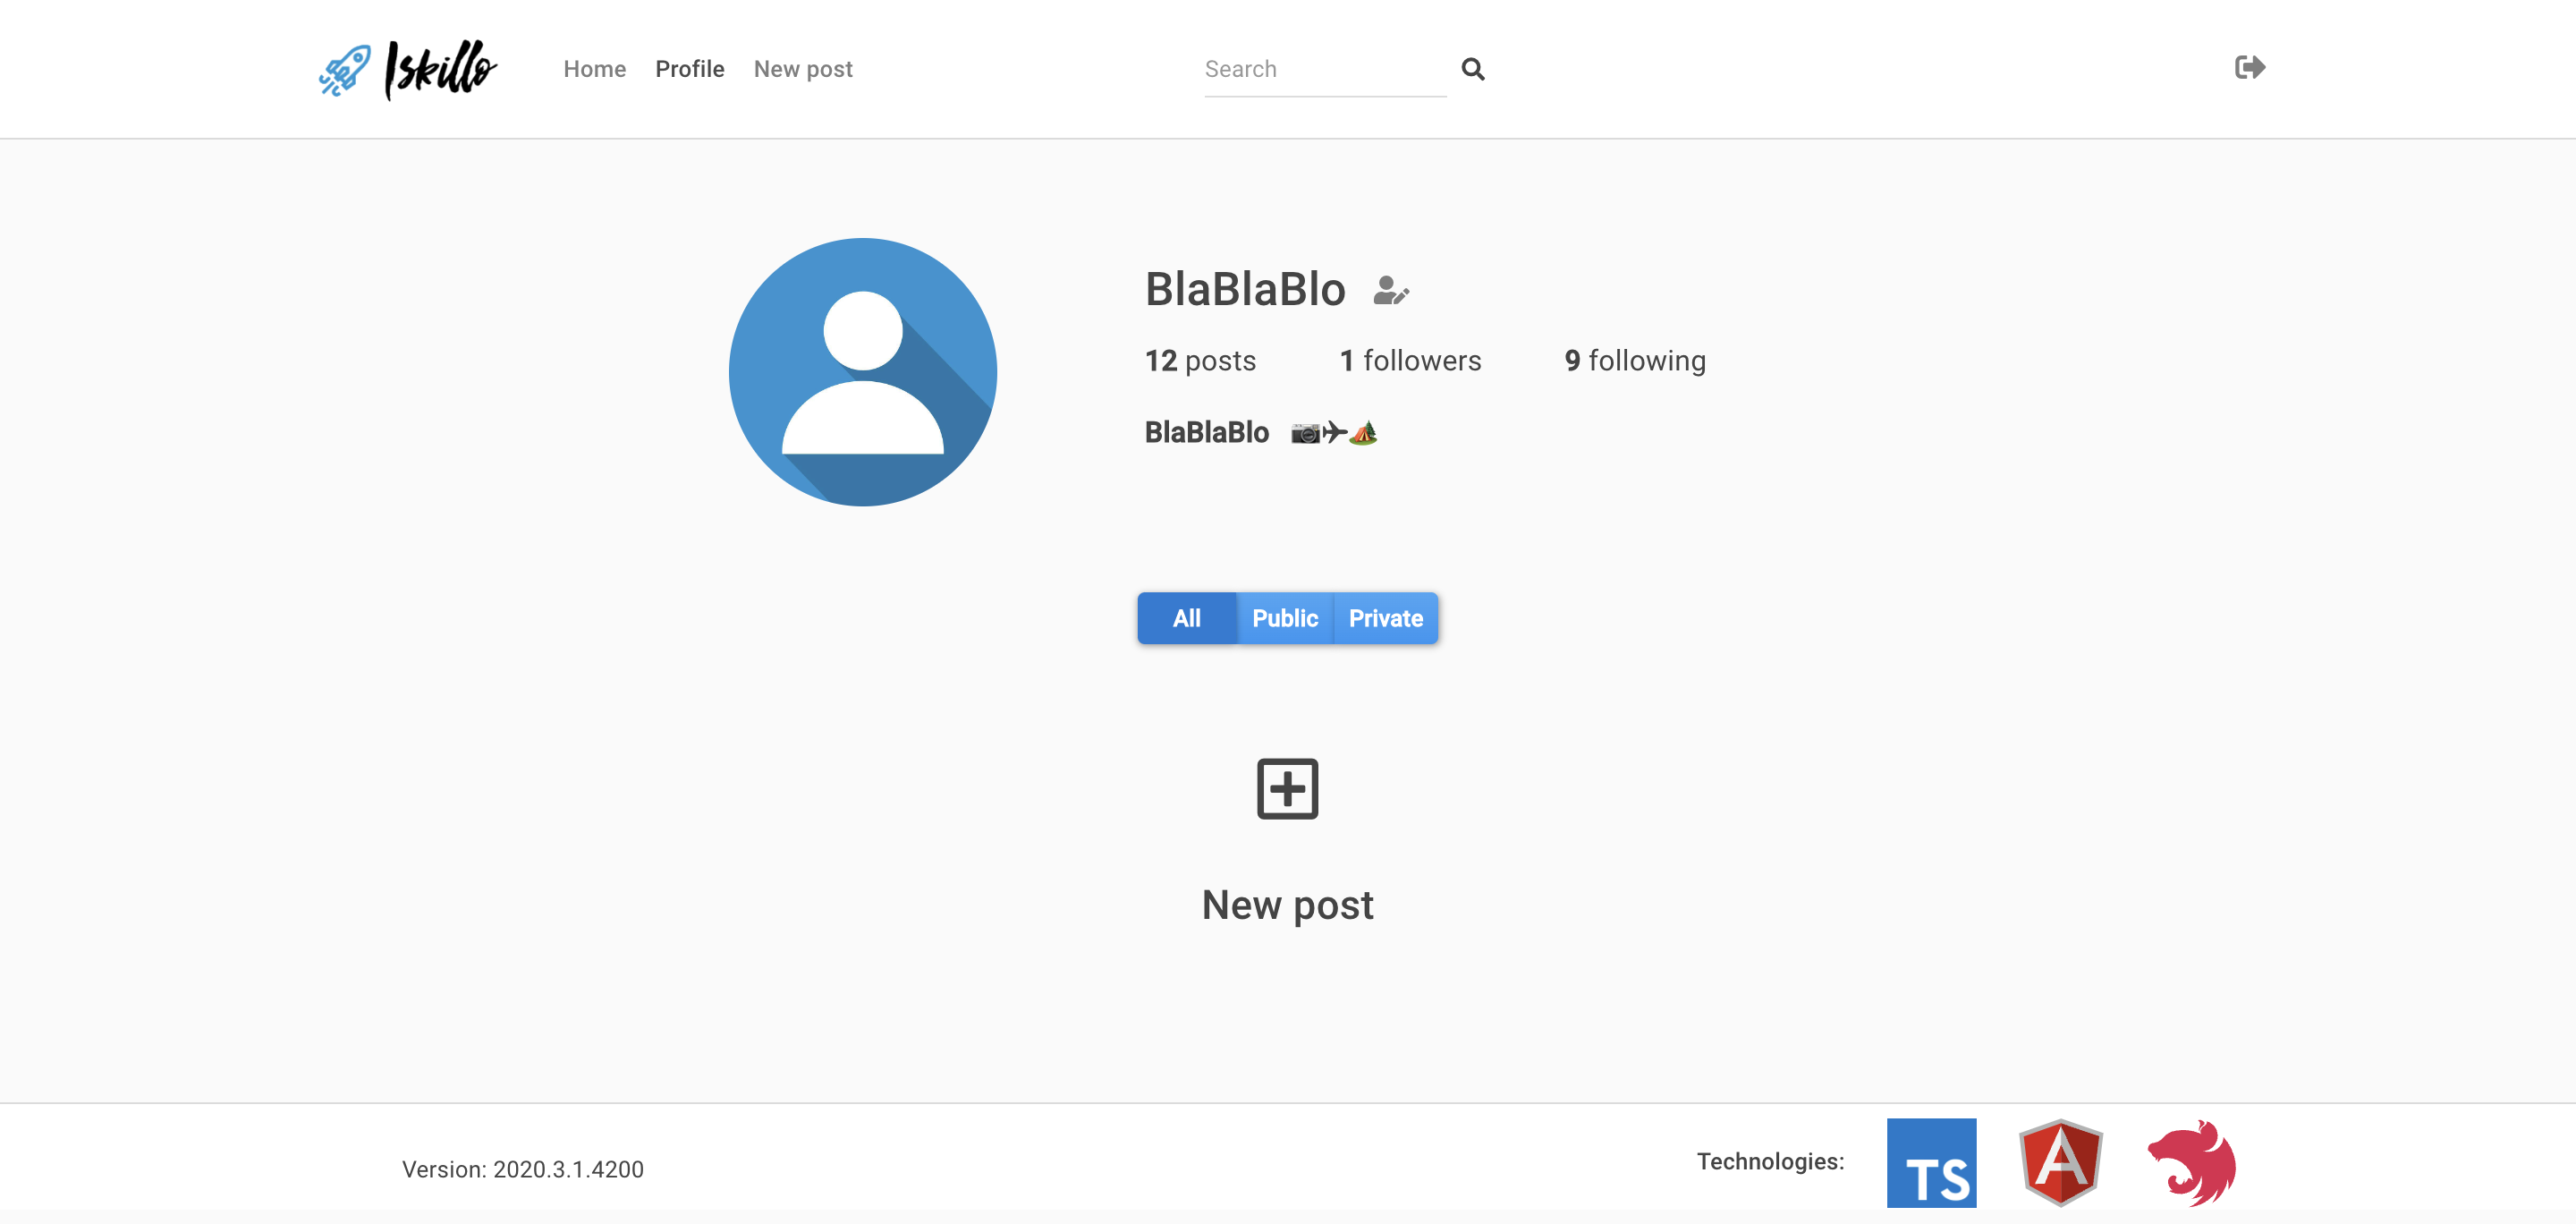 Iskillo
Home Profile New post
Search
BlaBlaBlo
12 posts 1 followers 9 following
BlaBlaBlo 📷✈🏕
All Public Private
New post
Version: 2020.3.1.4200
Technologies:
TS
A